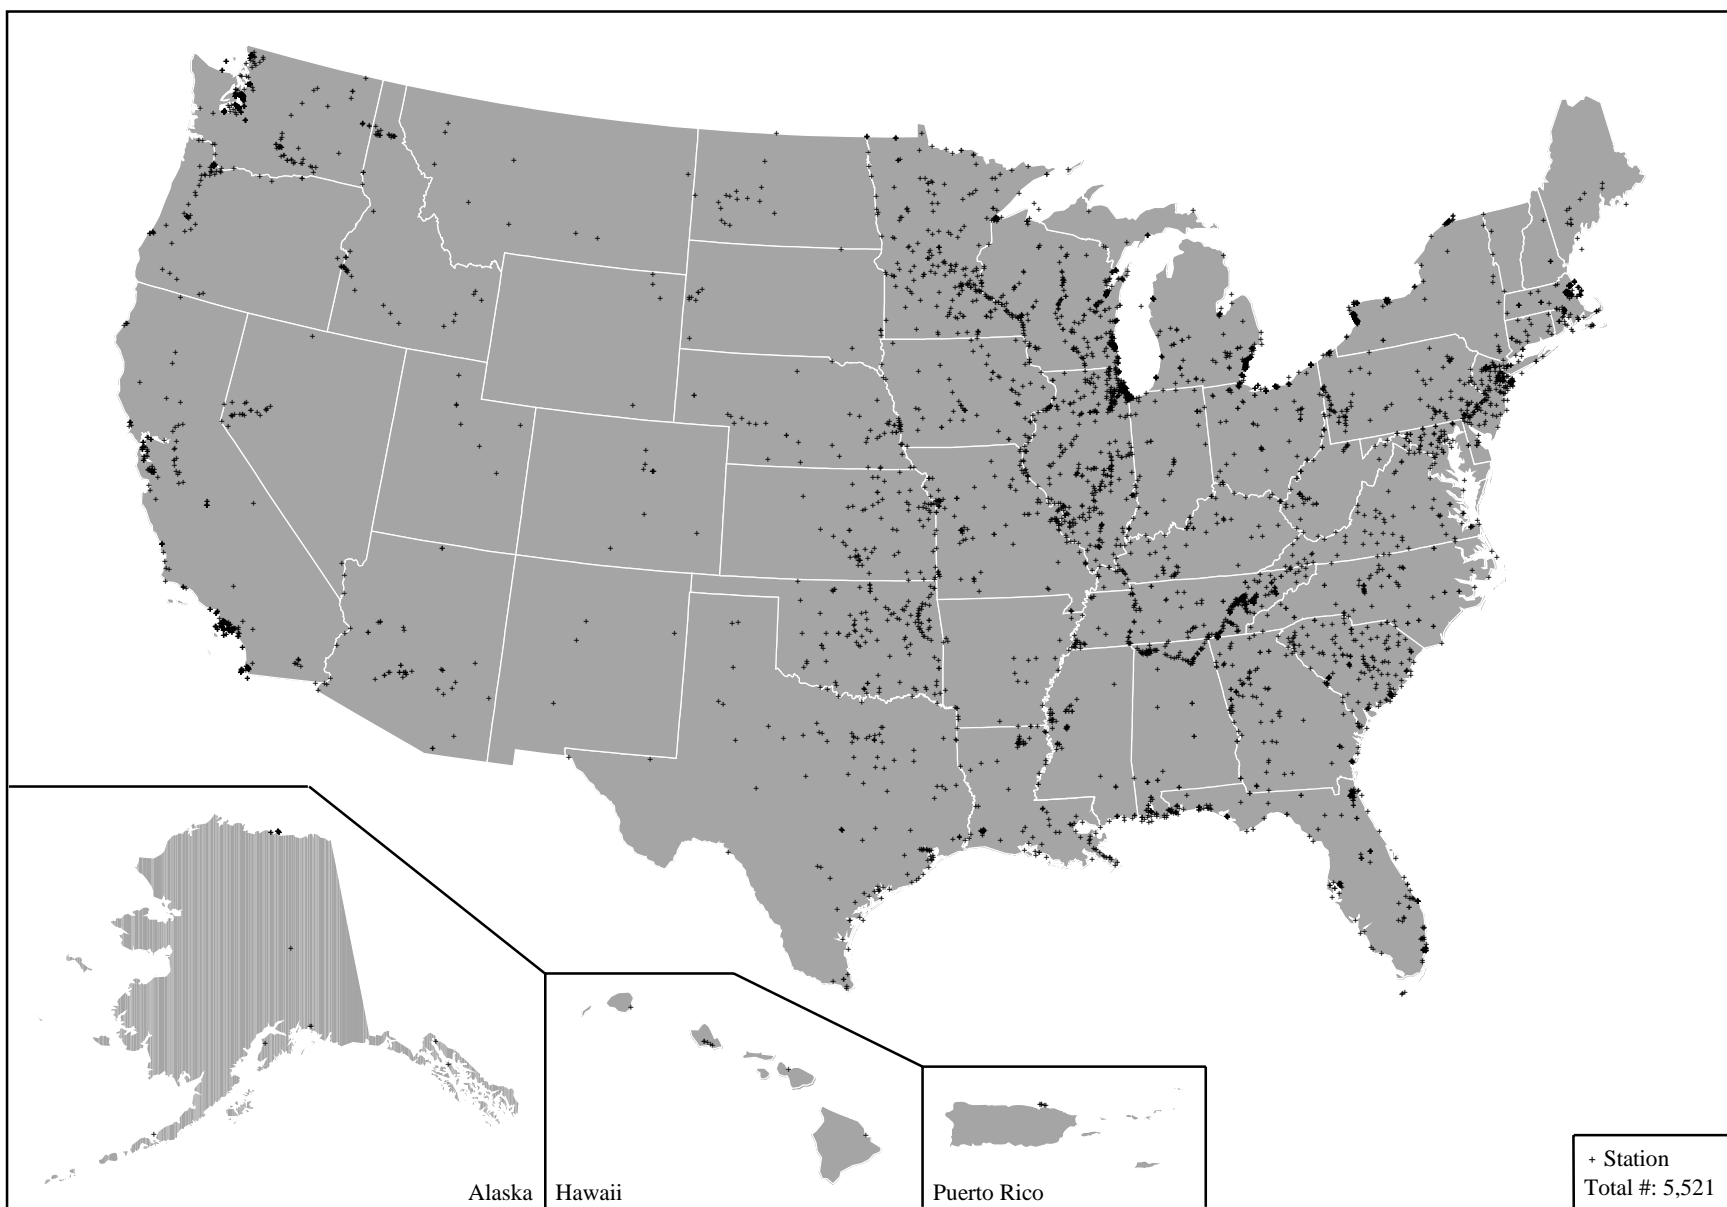 Alaska
Hawaii
Puerto Rico
+ Station
Total #: 5,521